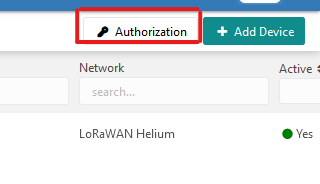 Authorization
Add Device
Network
Active
search...
LoRaWAN Helium
Yes